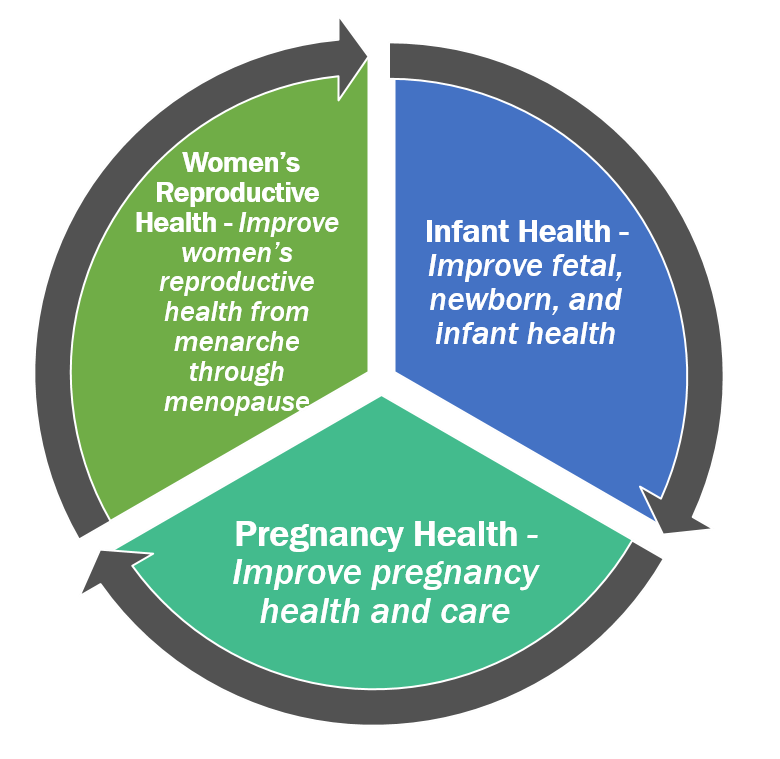 Women’s
Reproductive
Health - Improve
women’s
reproductive
health from
menarche
through
menopause
Infant Health -
Improve fetal,
newborn, and
infant health
Pregnancy Health -
Improve pregnancy
health and care